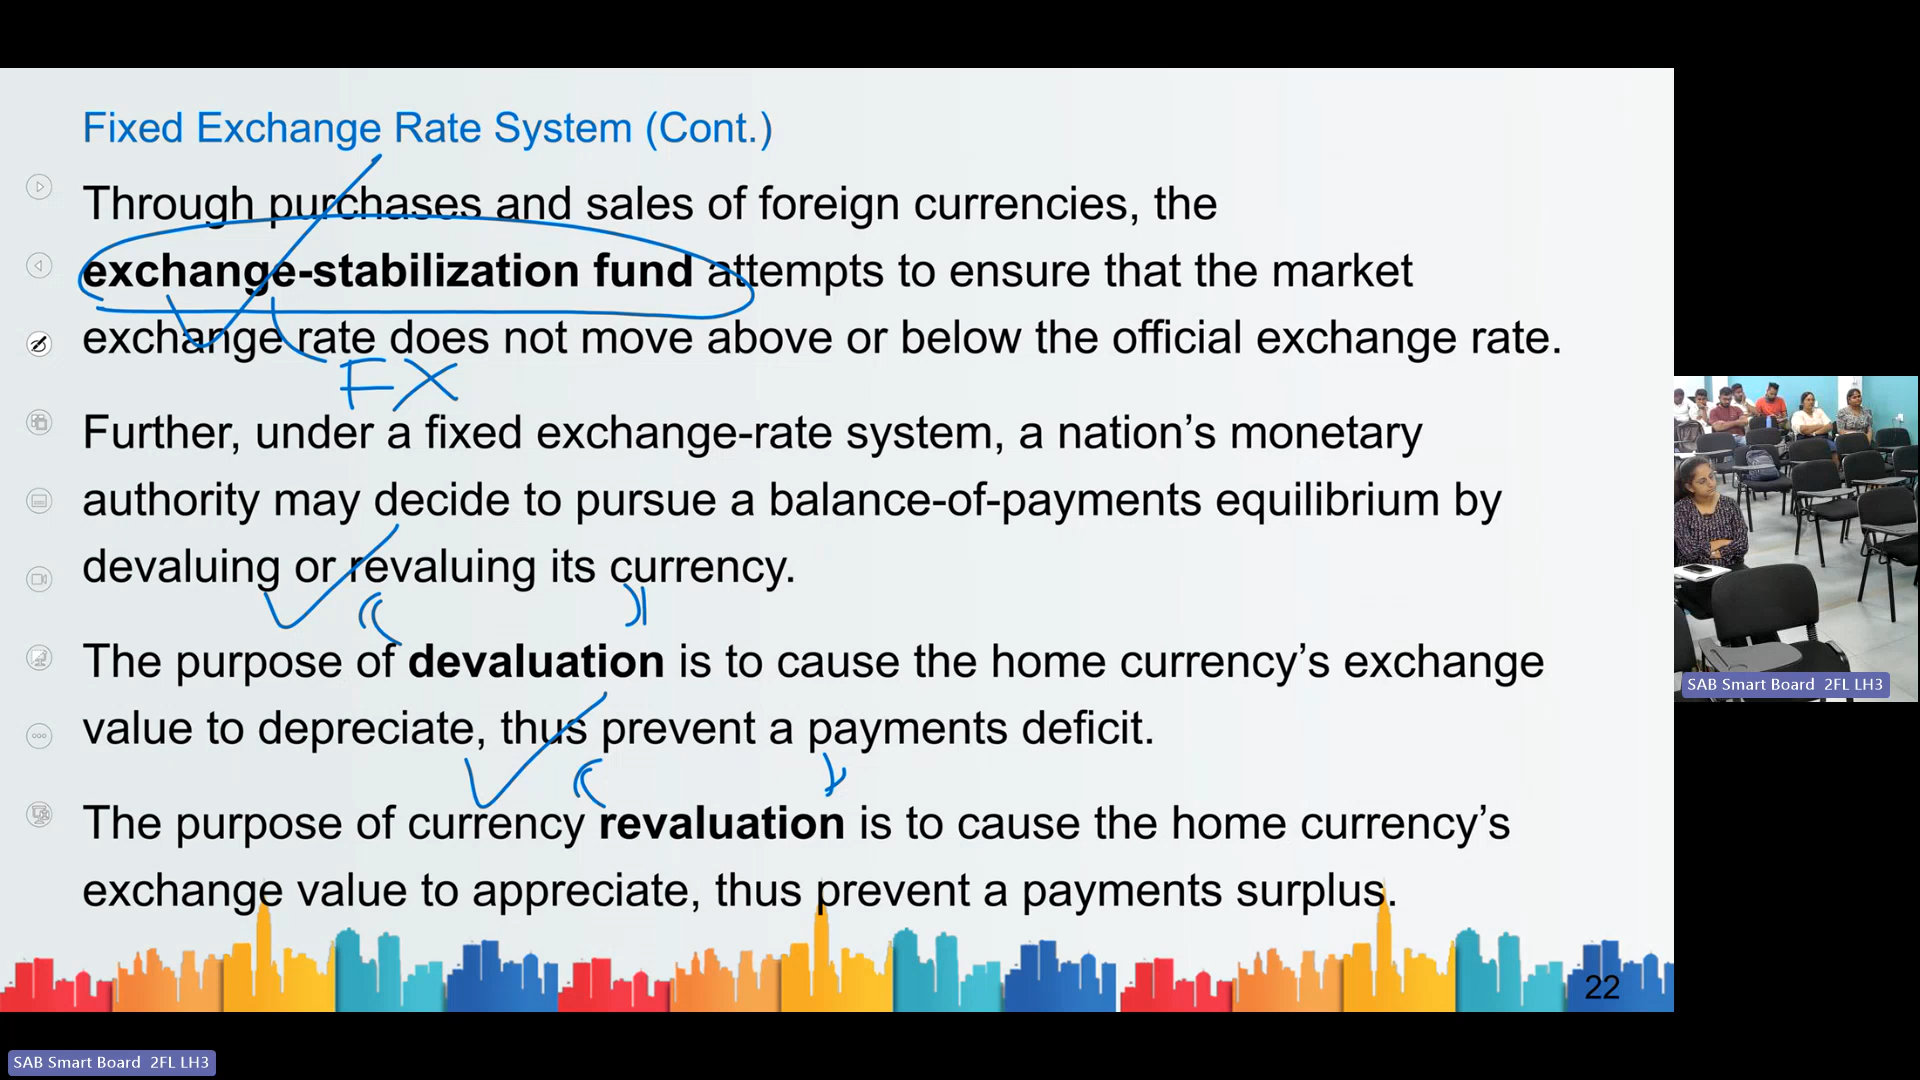 Fixed Exchange Rate System (Cont.)
Through purchases and sales of foreign currencies, the
exchange-stabilization fund attempts to ensure that the market
exchange rate does not move above or below the official exchange rate.
FX
Further, under a fixed exchange-rate system, a nation’s monetary
authority may decide to pursue a balance-of-payments equilibrium by
devaluing or revaluing its currency.
The purpose of devaluation is to cause the home currency’s exchange
value to depreciate, thus prevent a payments deficit.
The purpose of currency revaluation is to cause the home currency’s
exchange value to appreciate, thus prevent a payments surplus.
22
SAB Smart Board 2FL LH3
SAB Smart Board 2FL LH3